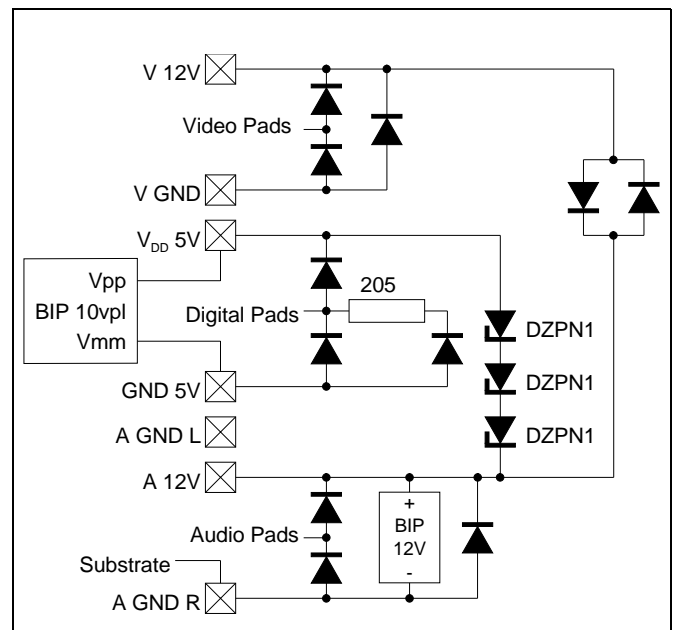 V 12V
Video Pads
V GND
VDD 5V
Vpp
BIP 10vpl
Vmm
205
Digital Pads
DZPN1
DZPN1
DZPN1
GND 5V
A GND L
A 12V
+
BIP
12V
-
Audio Pads
Substrate
A GND R